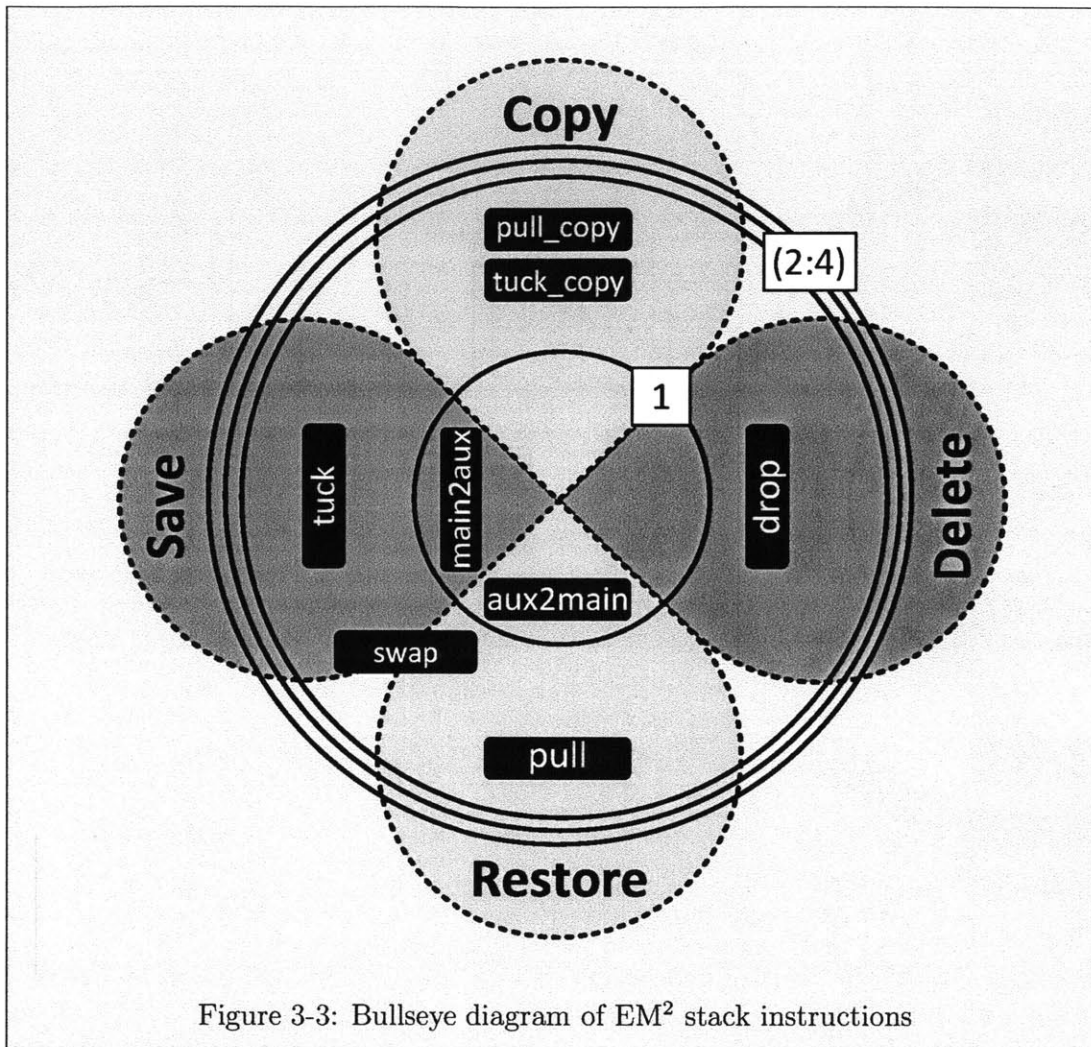 Copy
pull_copy
tuck_copy
(2:4)
1
Save
tuck
main2aux
drop
Delete
aux2main
swap
pull
Restore
Figure 3-3: Bullseye diagram of EM² stack instructions